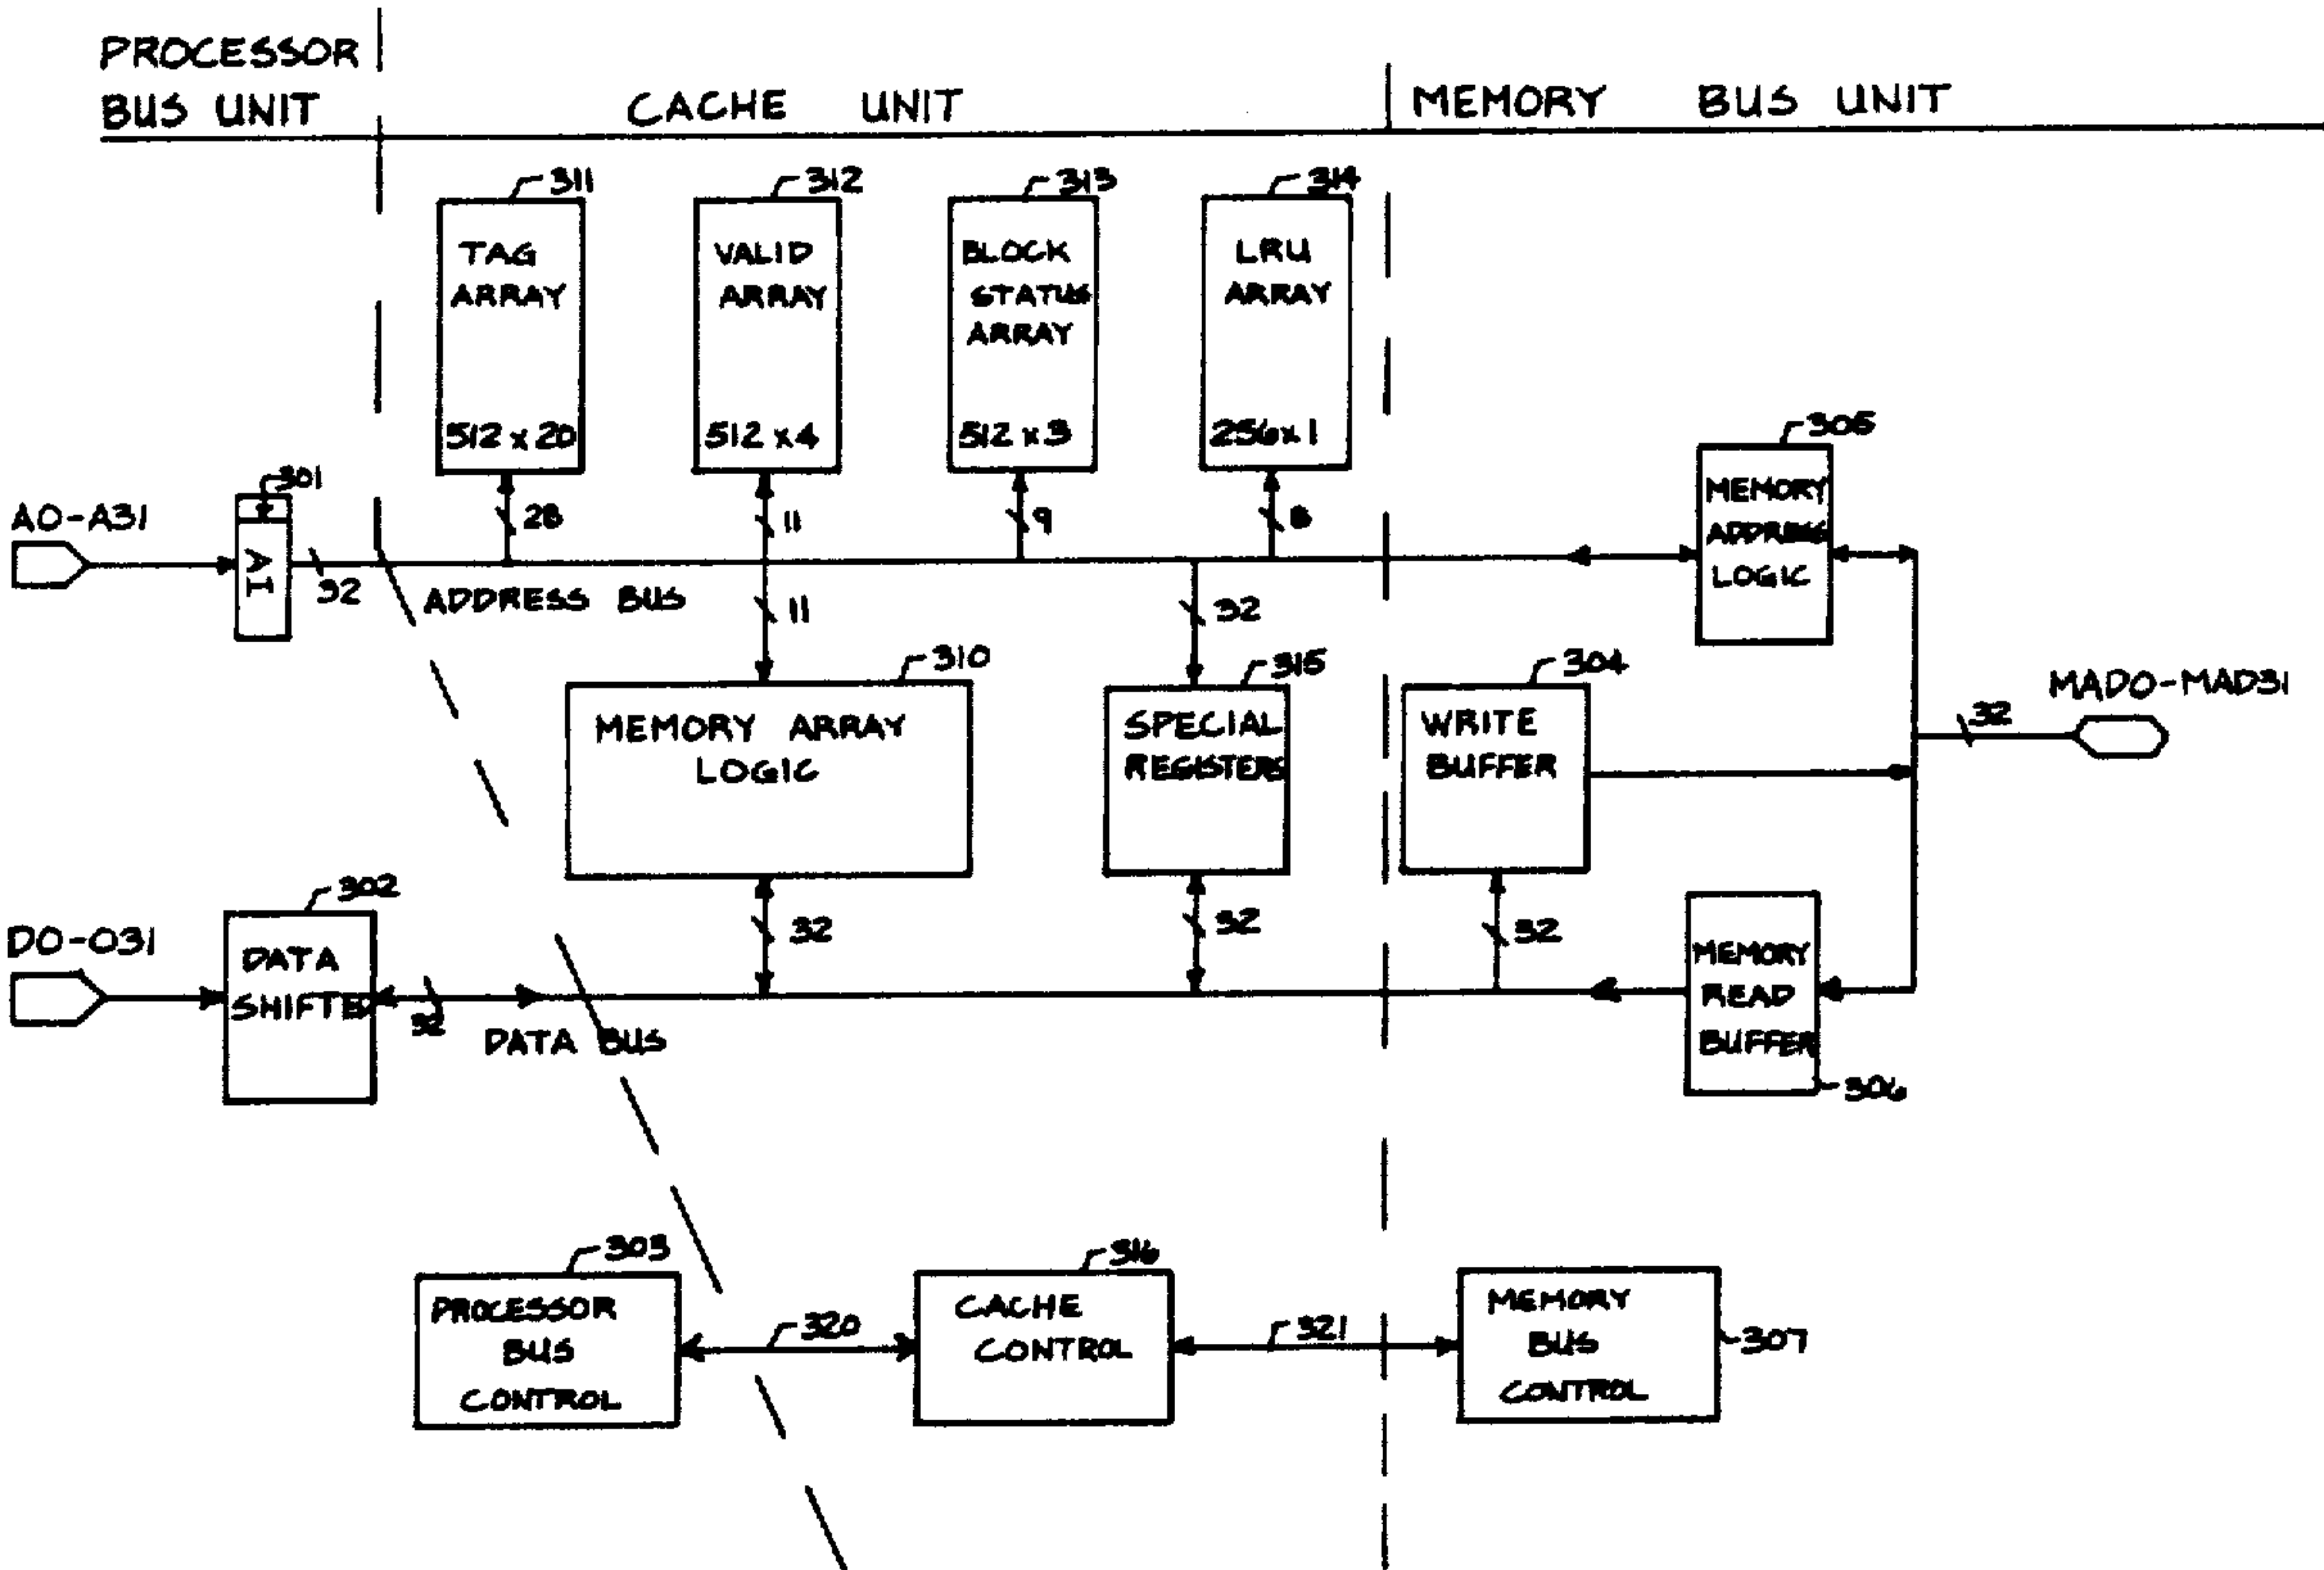 PROCESSOR
BUS UNIT
CACHE UNIT
MEMORY BUS UNIT
311
312
313
314
TAG
ARRAY
512 x 20
VALID
ARRAY
512 x 4
BLOCK
STATUS
ARRAY
512 x 3
LRU
ARRAY
256 x 1
305
MEMORY
ADDRESS
LOGIC
301
A0-A31
AI
32
28
11
9
8
ADDRESS BUS
11
32
310
MEMORY ARRAY
LOGIC
315
SPECIAL
REGISTERS
304
WRITE
BUFFER
MAD0-MAD31
32
302
D0-031
DATA
SHIFTER
32
DATA BUS
32
32
32
MEMORY
READ
BUFFER
306
303
PROCESSOR
BUS
CONTROL
320
316
CACHE
CONTROL
321
MEMORY
BUS
CONTROL
307